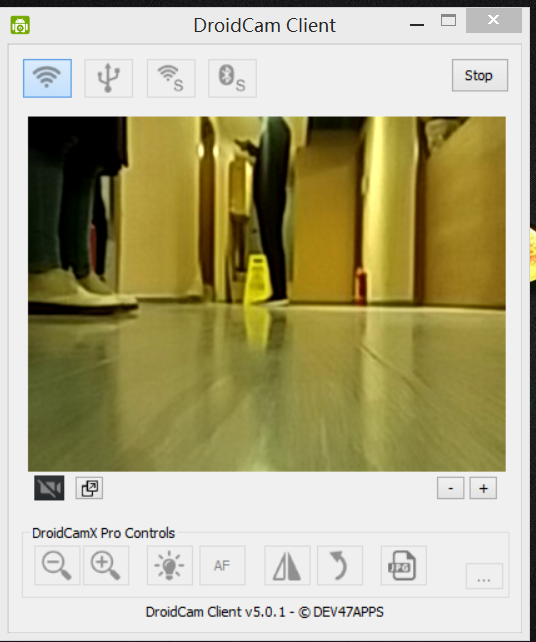 DroidCam Client
S
S
Stop
-
+
DroidCamX Pro Controls
AF
JPG
...
DroidCam Client v5.0.1 - © DEV47APPS